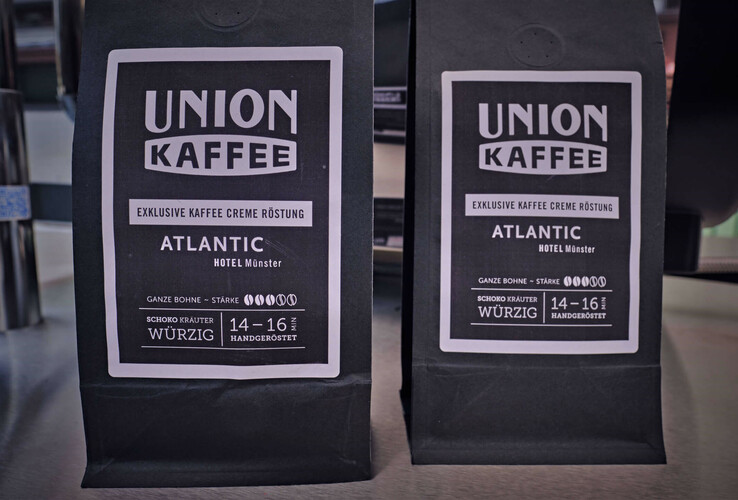 UNION
KAFFEE
EXKLUSIVE KAFFEE CREME RÖSTUNG
ATLANTIC
HOTEL Münster
GANZE BOHNE – STÄRKE
SCHOKO KRÄUTER
WÜRZIG
14 – 16 MIN
HANDGERÖSTET
UNION
KAFFEE
EXKLUSIVE KAFFEE CREME RÖSTUNG
ATLANTIC
HOTEL Münster
GANZE BOHNE – STÄRKE
SCHOKO KRÄUTER
WÜRZIG
14 – 16 MIN
HANDGERÖSTET